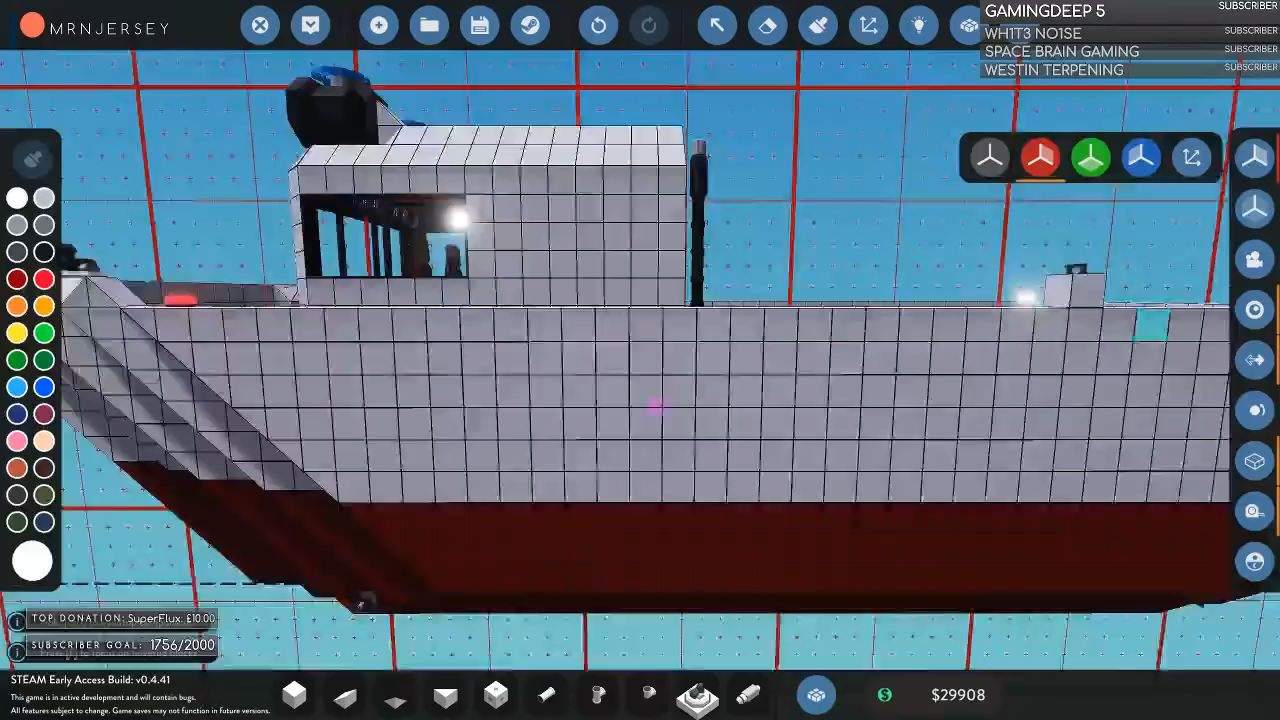 MRNJERSEY
GAMINGDEEP 5 SUBSCRIBER
WH1T3 NO1SE SUBSCRIBER
SPACE BRAIN GAMING SUBSCRIBER
WESTIN TERPENING SUBSCRIBER
TOP DONATION: SuperFlux: £10.00
SUBSCRIBER GOAL: 1756/2000
STEAM Early Access Build: v0.4.41
This game is in active development and will contain bugs.
All features subject to change. Game saves may not function in future versions.
$29908